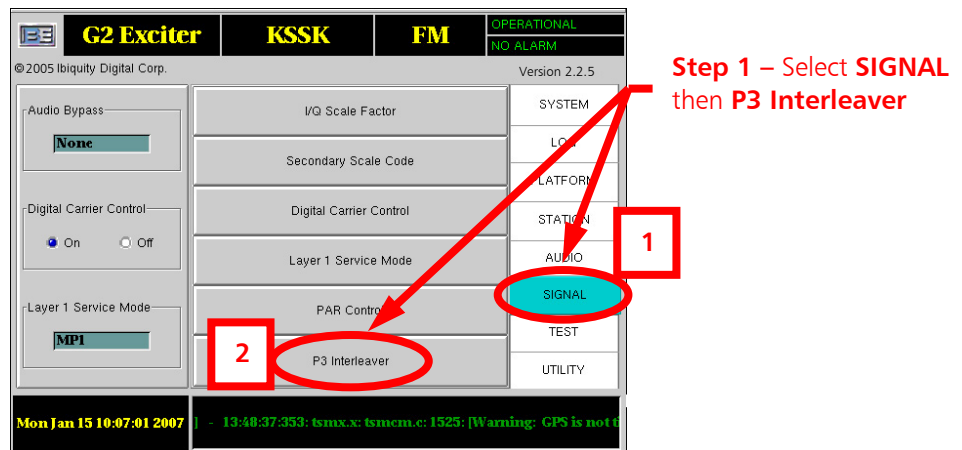 BE G2 Exciter KSSK FM OPERATIONAL
NO ALARM
©2005 Ibiquity Digital Corp. Version 2.2.5
Audio Bypass
None
Digital Carrier Control
On Off
Layer 1 Service Mode
MP1
I/Q Scale Factor
Secondary Scale Code
Digital Carrier Control
Layer 1 Service Mode
PAR Contro
P3 Interleaver
SYSTEM
LO
LATFORM
STATION
AUDIO
SIGNAL
TEST
UTILITY
1
2
Step 1 – Select SIGNAL
then P3 Interleaver
Mon Jan 15 10:07:01 2007 ] - 13:48:37:353: tsmx.x: tsmcm.c: 1525: [Warning: GPS is not